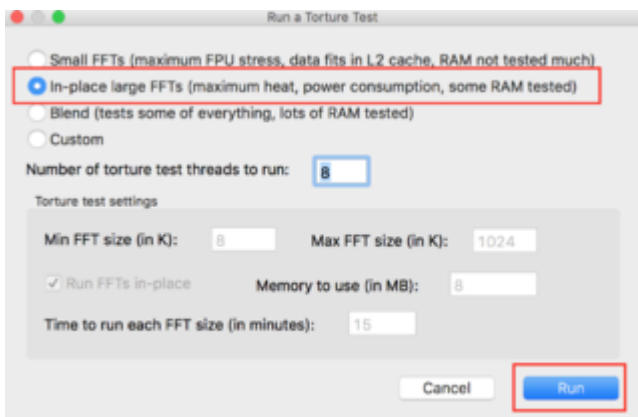 Run a Torture Test
Small FFTs (maximum FPU stress, data fits in L2 cache, RAM not tested much)
In-place large FFTs (maximum heat, power consumption, some RAM tested)
Blend (tests some of everything, lots of RAM tested)
Custom
Number of torture test threads to run: 8
Torture test settings
Min FFT size (in K): 8 Max FFT size (in K): 1024
Run FFTs in-place Memory to use (in MB): 8
Time to run each FFT size (in minutes): 15
Cancel Run